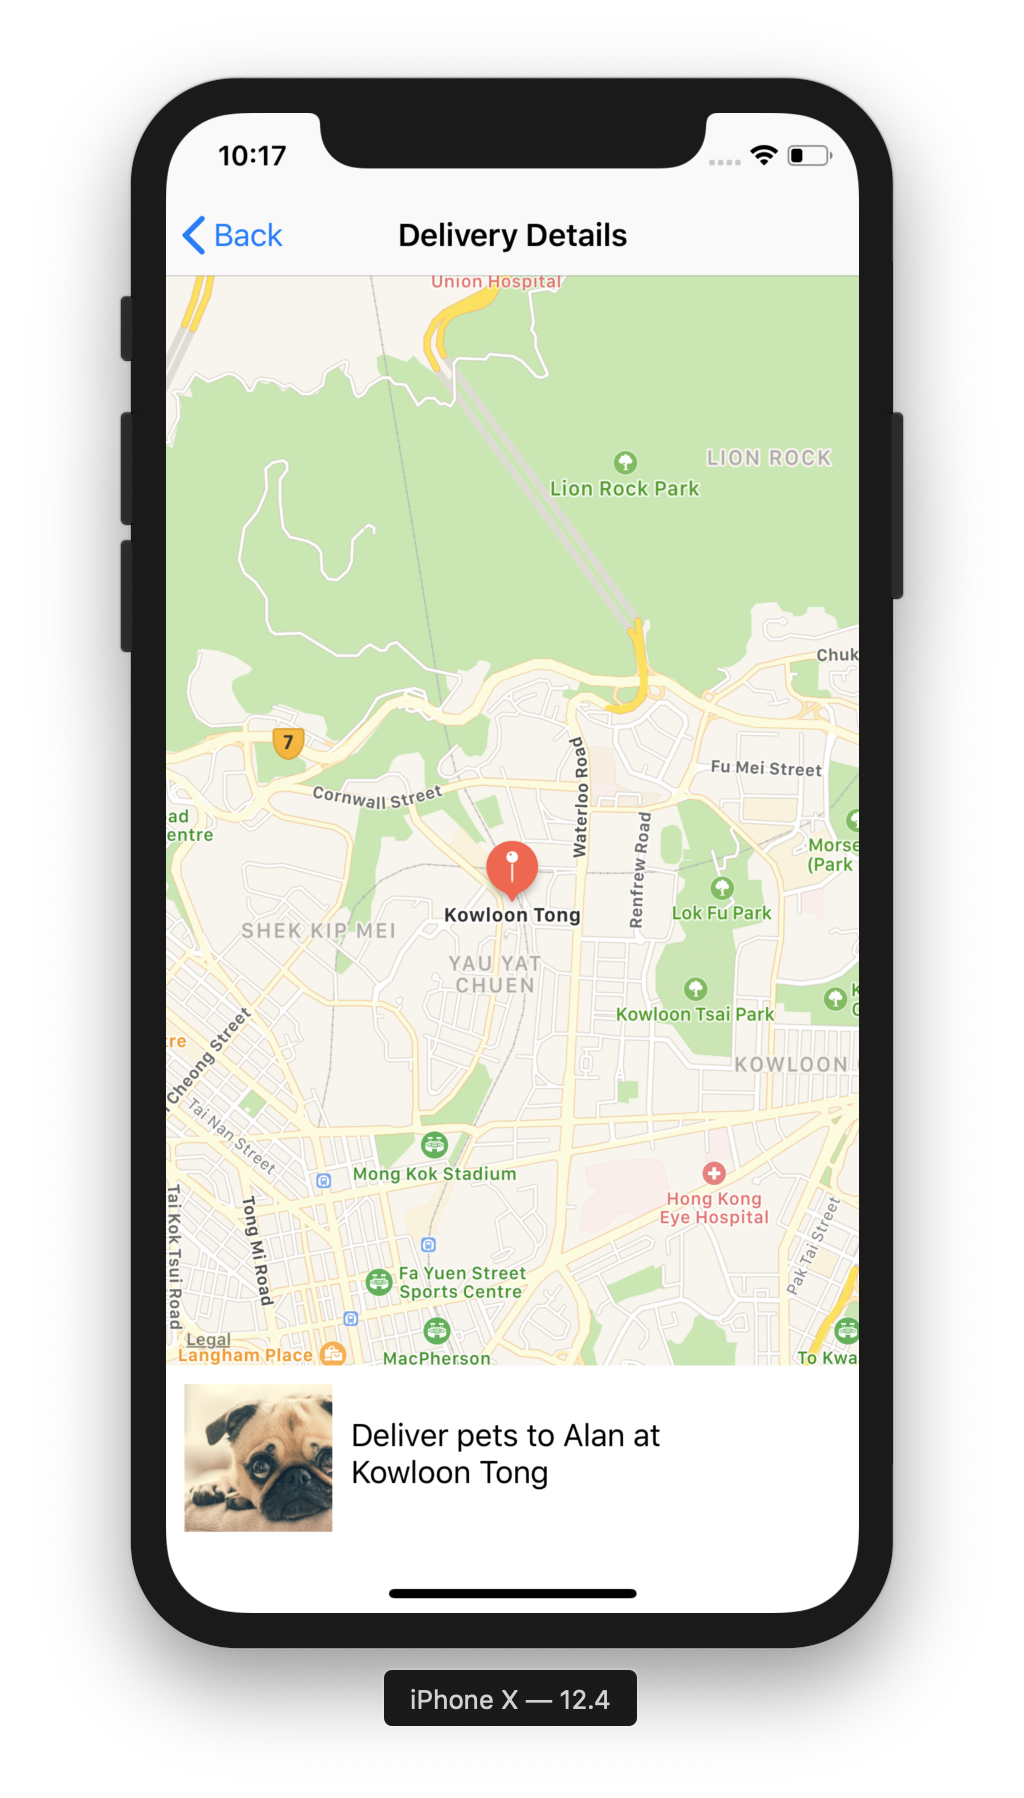 10:17
Back
Delivery Details
Union Hospital
LION ROCK
Lion Rock Park
Chuk
7
Waterloo Road
Fu Mei Street
Cornwall Street
Renfrew Road
ad
entre
Morse
(Park
Kowloon Tong
Lok Fu Park
SHEK KIP MEI
YAU YAT
CHUEN
K
C
Kowloon Tsai Park
tre
Cheong Street
KOWLOON
Tai Nan Street
Mong Kok Stadium
Hong Kong
Eye Hospital
Tai Kok Tsui Road
Tong Mi Road
Pak Tai Street
Fa Yuen Street
Sports Centre
Legal
Langham Place
MacPherson
To Kwa
Deliver pets to Alan at
Kowloon Tong
iPhone X — 12.4